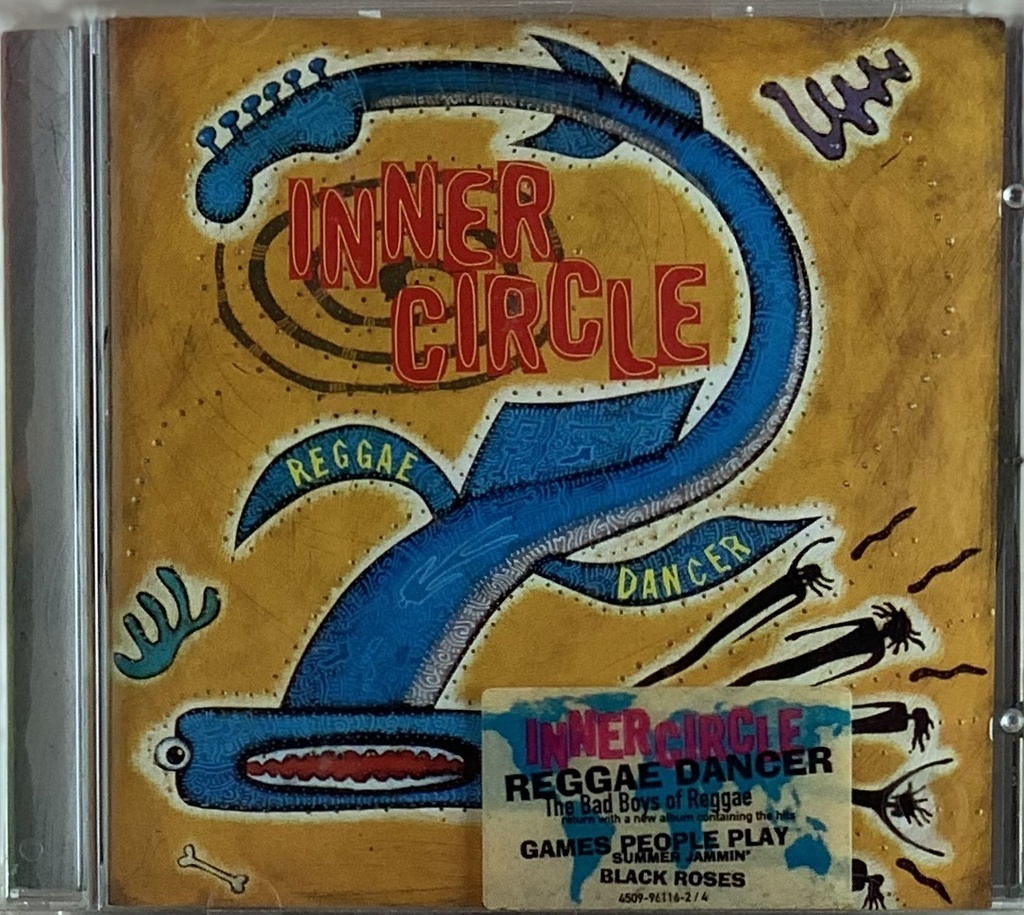 INNER
CIRCLE
REGGAE
DANCER
INNER CIRCLE
REGGAE DANCER
The Bad Boys of Reggae
return with a new album containing the hits
GAMES PEOPLE PLAY
SUMMER JAMMIN'
BLACK ROSES
4509-96116-2 / 4